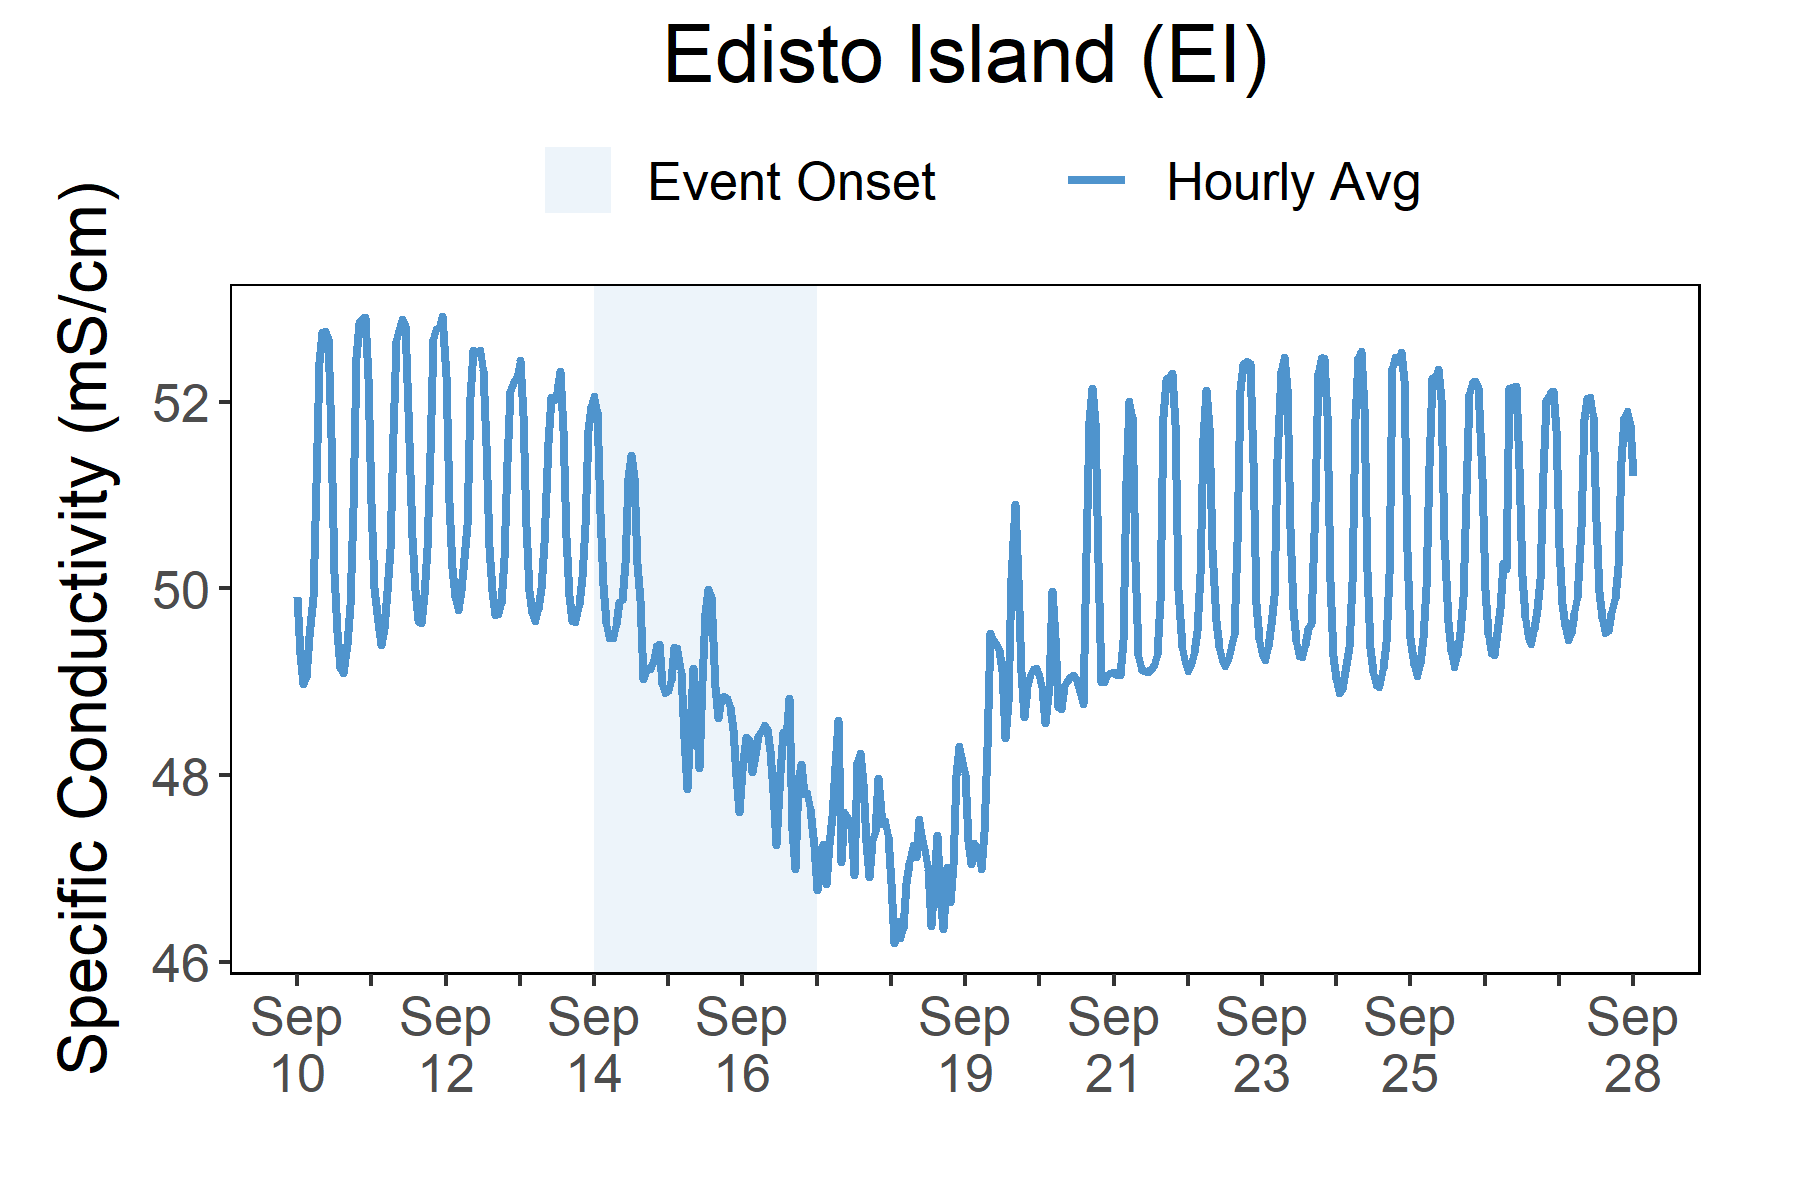 Edisto Island (EI)
Event Onset
Hourly Avg
Specific Conductivity (mS/cm)
52
50
48
46
Sep Sep Sep Sep Sep Sep Sep Sep Sep
10 12 14 16 19 21 23 25 28